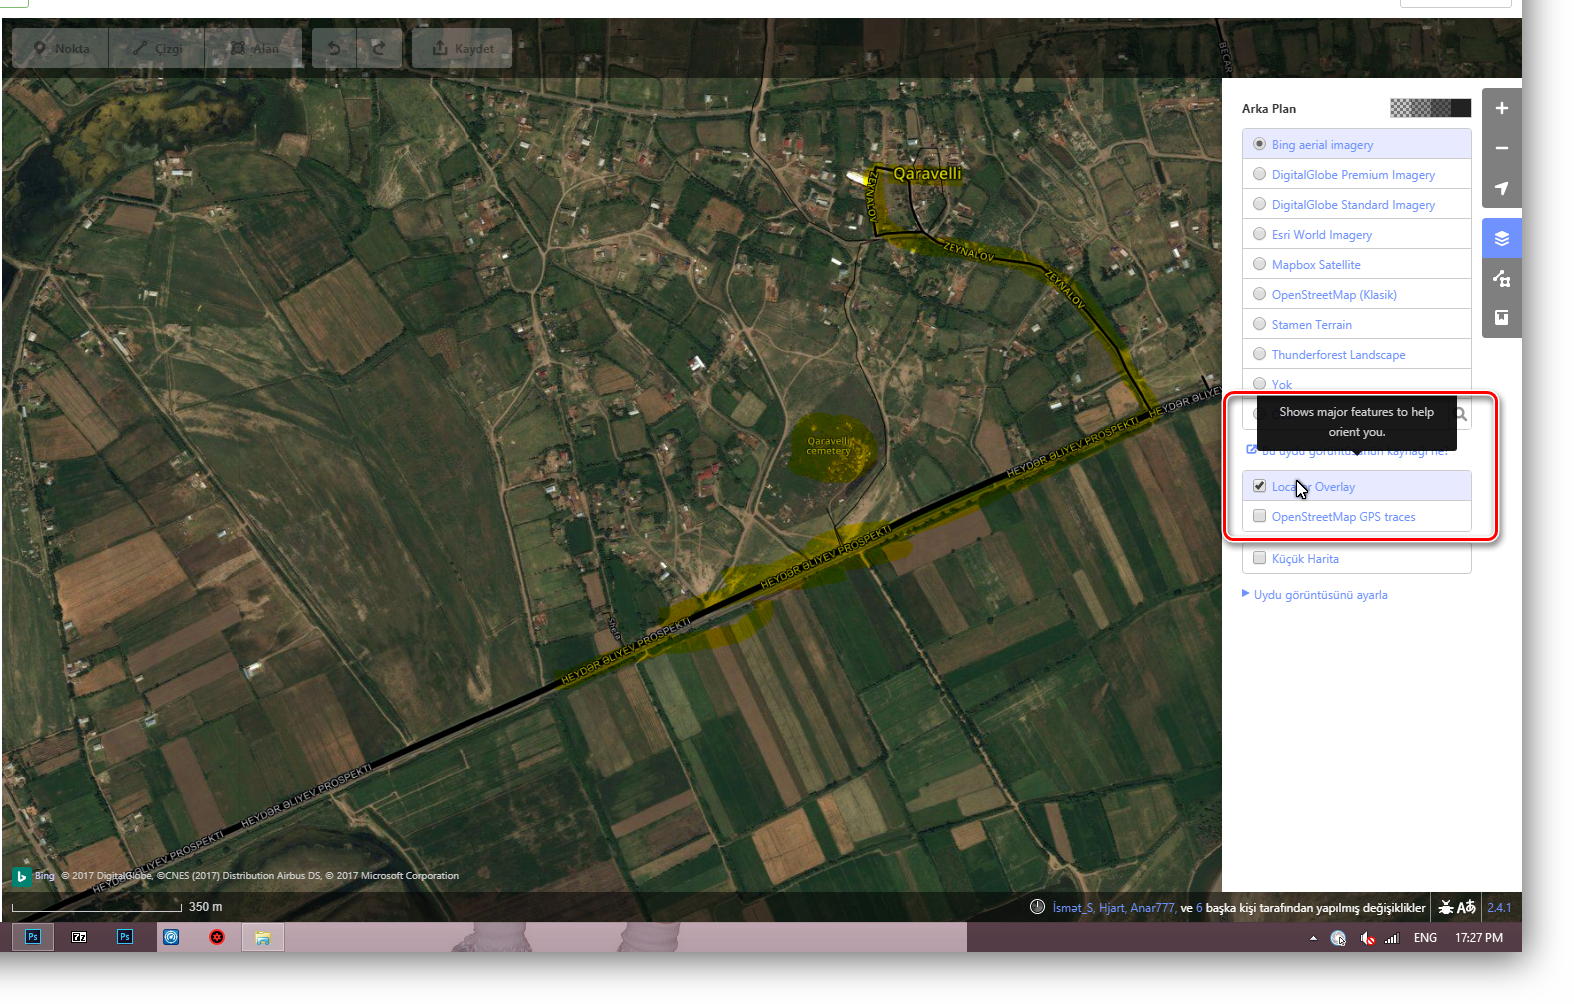 Nokta
Çizgi
Alan
Kaydet
BECAR
Arka Plan
Bing aerial imagery
DigitalGlobe Premium Imagery
DigitalGlobe Standard Imagery
Esri World Imagery
Mapbox Satellite
OpenStreetMap (Klasik)
Stamen Terrain
Thunderforest Landscape
Yok
Shows major features to help
orient you.
Bu uydu görüntüsünün kaynağı ne?
Locator Overlay
OpenStreetMap GPS traces
Küçük Harita
Uydu görüntüsünü ayarla
Qaravelli
ZEYNALOV
ZEYNALOV
ZEYNALOV
HEYDƏR ƏLİYEV
Qaravelli
cemetery
HEYDƏR ƏLİYEV PROSPEKTI
HEYDƏR ƏLİYEV PROSPEKTI
HEYDƏR ƏLİYEV PROSPEKTI
HEYDƏR ƏLİYEV PROSPEKTI
HEYDƏR ƏLİYEV PROSPEKTI
b Bing © 2017 DigitalGlobe, ©CNES (2017) Distribution Airbus DS, © 2017 Microsoft Corporation
350 m
İsmət_S, Hjart, Anar777, ve 6 başka kişi tarafından yapılmış değişiklikler
2.4.1
Ps
7z
Ps
ENG
17:27 PM